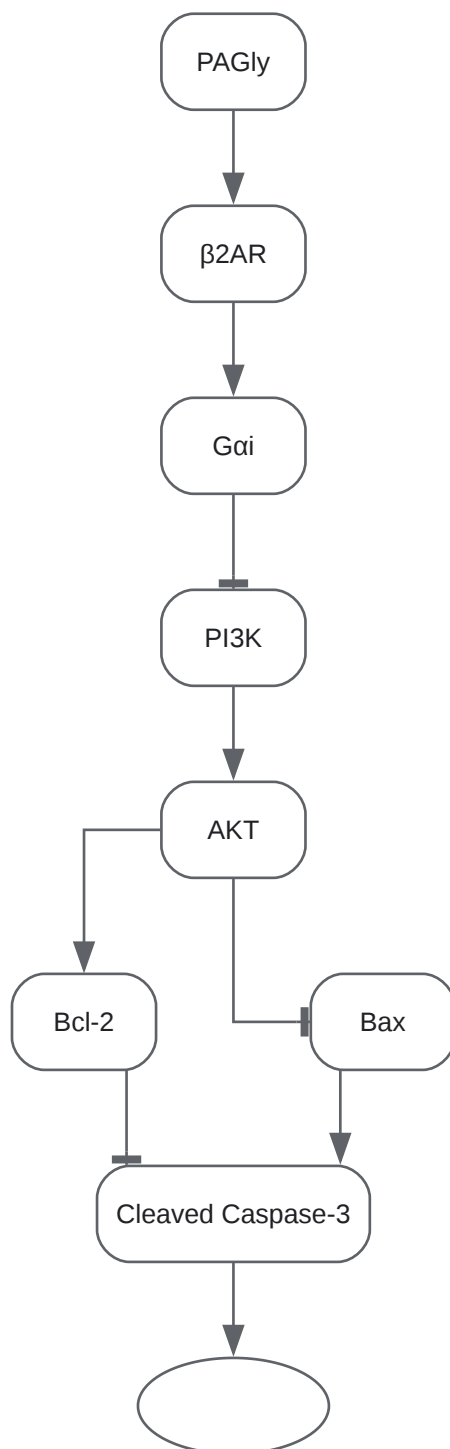 PAGly
β2AR
Gαi
PI3K
AKT
Bcl-2
Bax
Cleaved Caspase-3